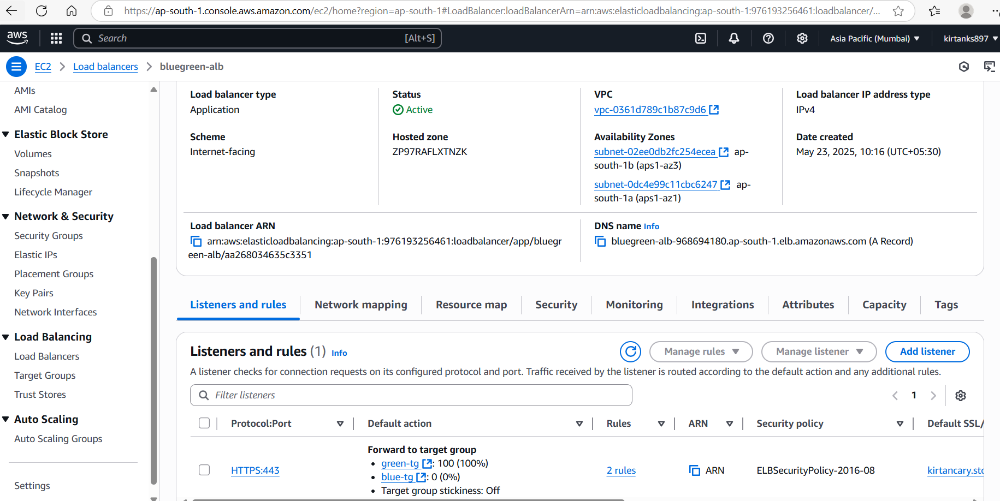 https://ap-south-1.console.aws.amazon.com/ec2/home?region=ap-south-1#LoadBalancer:loadBalancerArn=arn:aws:elasticloadbalancing:ap-south-1:976193256461:loadbalancer/...
aws
Search [Alt+S]
Asia Pacific (Mumbai)
kirtanks897
EC2 > Load balancers > bluegreen-alb
AMIs
AMI Catalog
Elastic Block Store
Volumes
Snapshots
Lifecycle Manager
Network & Security
Security Groups
Elastic IPs
Placement Groups
Key Pairs
Network Interfaces
Load Balancing
Load Balancers
Target Groups
Trust Stores
Auto Scaling
Auto Scaling Groups
Settings
Load balancer type
Application
Scheme
Internet-facing
Status
Active
Hosted zone
ZP97RAFLXTNZK
VPC
vpc-0361d789c1b87c9d6
Availability Zones
subnet-02ee0db2fc254ecea ap-
south-1b (aps1-az3)
subnet-0dc4e99c11cbc6247 ap-
south-1a (aps1-az1)
Load balancer IP address type
IPv4
Date created
May 23, 2025, 10:16 (UTC+05:30)
Load balancer ARN
arn:aws:elasticloadbalancing:ap-south-1:976193256461:loadbalancer/app/bluegr
een-alb/aa268034635c3351
DNS name Info
bluegreen-alb-968694180.ap-south-1.elb.amazonaws.com (A Record)
Listeners and rules
Network mapping
Resource map
Security
Monitoring
Integrations
Attributes
Capacity
Tags
Listeners and rules (1) Info
Manage rules
Manage listener
Add listener
A listener checks for connection requests on its configured protocol and port. Traffic received by the listener is routed according to the default action and any additional rules.
Filter listeners
1
Protocol:Port
Default action
Rules
ARN
Security policy
Default SSL/
HTTPS:443
Forward to target group
• green-tg: 100 (100%)
• blue-tg: 0 (0%)
• Target group stickiness: Off
2 rules
ARN
ELBSecurityPolicy-2016-08
kirtancary.sto